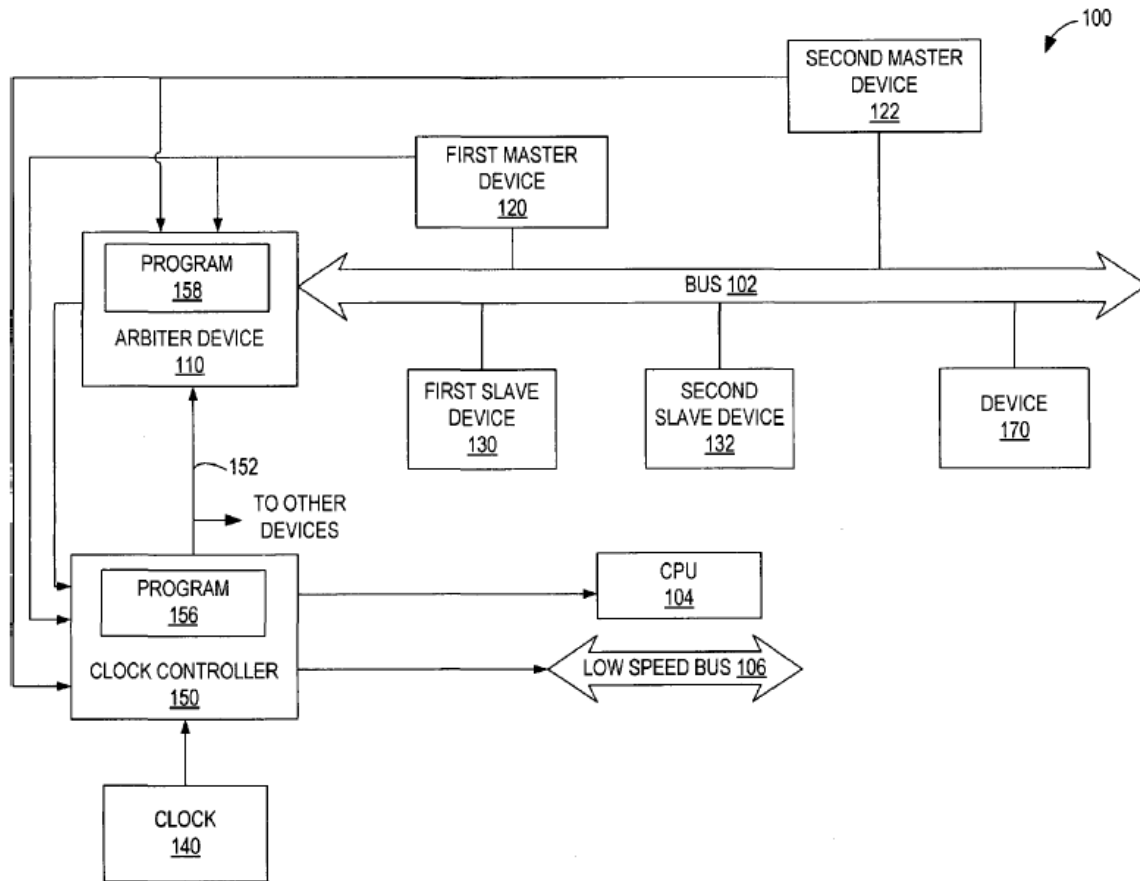 100
SECOND MASTER
DEVICE
122
FIRST MASTER
DEVICE
120
PROGRAM
158
ARBITER DEVICE
110
BUS 102
FIRST SLAVE
DEVICE
130
SECOND
SLAVE DEVICE
132
DEVICE
170
152
TO OTHER
DEVICES
PROGRAM
156
CLOCK CONTROLLER
150
CPU
104
LOW SPEED BUS 106
CLOCK
140